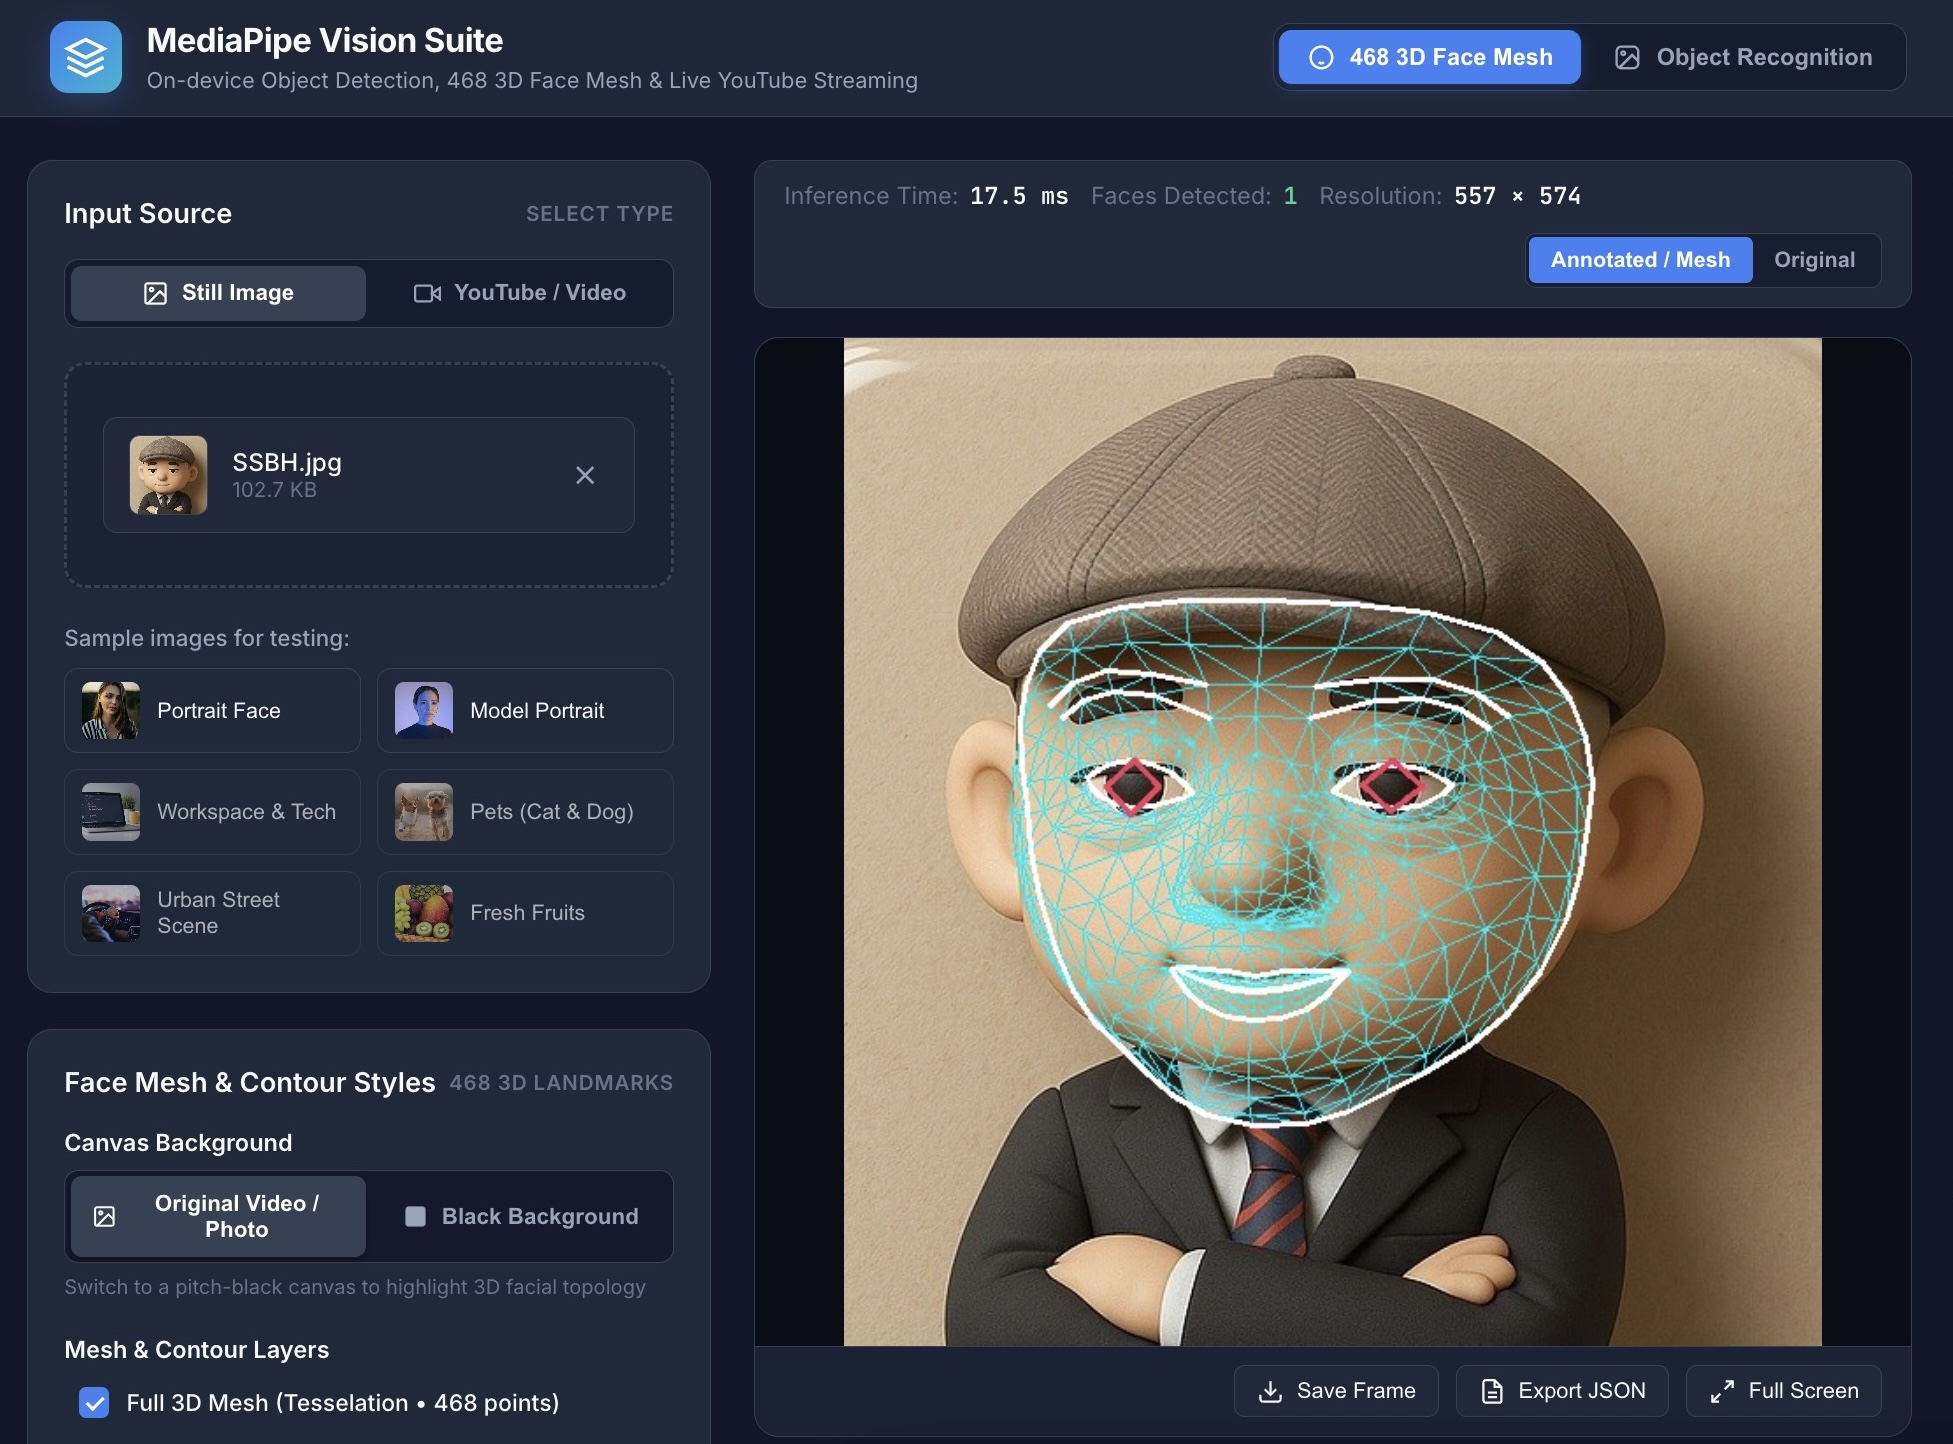 MediaPipe Vision Suite
On-device Object Detection, 468 3D Face Mesh & Live YouTube Streaming
468 3D Face Mesh
Object Recognition
Input Source
SELECT TYPE
Still Image
YouTube / Video
SSBH.jpg
102.7 KB
Sample images for testing:
Portrait Face
Model Portrait
Workspace & Tech
Pets (Cat & Dog)
Urban Street
Scene
Fresh Fruits
Face Mesh & Contour Styles
468 3D LANDMARKS
Canvas Background
Original Video /
Photo
Black Background
Switch to a pitch-black canvas to highlight 3D facial topology
Mesh & Contour Layers
Full 3D Mesh (Tesselation • 468 points)
Inference Time: 17.5 ms Faces Detected: 1 Resolution: 557 × 574
Annotated / Mesh
Original
Save Frame
Export JSON
Full Screen